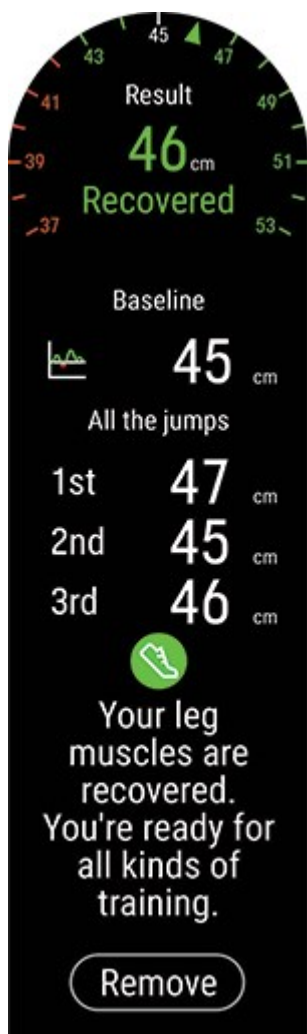 45
43
47
41
49
39
51
37
53
Result
46 cm
Recovered
Baseline
45 cm
All the jumps
1st 47 cm
2nd 45 cm
3rd 46 cm
Your leg
muscles are
recovered.
You're ready for
all kinds of
training.
Remove